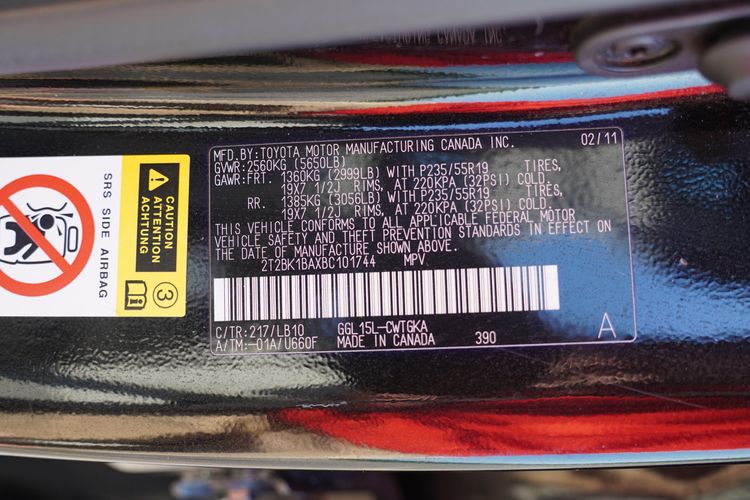 MFD.BY:TOYOTA MOTOR MANUFACTURING CANADA INC. 02/11
GVWR:2560KG (5650LB)
GAWR:FRT. 1360KG (2999LB) WITH P235/55R19 TIRES,
19X7 1/2J RIMS, AT 220KPA (32PSI) COLD.
RR. 1385KG (3056LB) WITH P235/55R19 TIRES,
19X7 1/2J RIMS, AT 220KPA (32PSI) COLD.
THIS VEHICLE CONFORMS TO ALL APPLICABLE FEDERAL MOTOR
VEHICLE SAFETY AND THEFT PREVENTION STANDARDS IN EFFECT ON
THE DATE OF MANUFACTURE SHOWN ABOVE.
2T2BK1BAXBC101744 MPV
C/TR:217/LB10 GGL15L-CWTGKA
A/TM:-01A/U660F MADE IN CANADA 390 A
SRS SIDE AIRBAG
CAUTION
ATTENTION
ACHTUNG
3